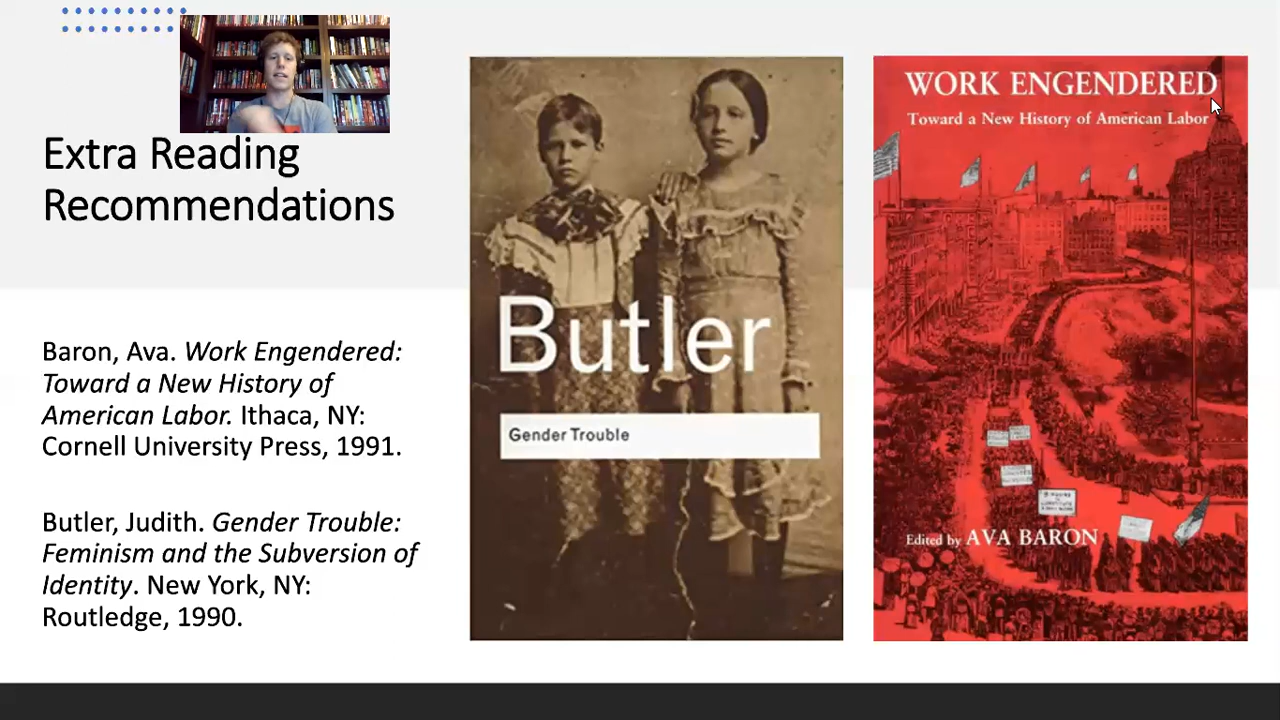 Extra Reading
Recommendations
Baron, Ava. Work Engendered:
Toward a New History of
American Labor. Ithaca, NY:
Cornell University Press, 1991.
Butler, Judith. Gender Trouble:
Feminism and the Subversion of
Identity. New York, NY:
Routledge, 1990.
Butler
Gender Trouble
WORK ENGENDERED
Toward a New History of American Labor
Edited by AVA BARON